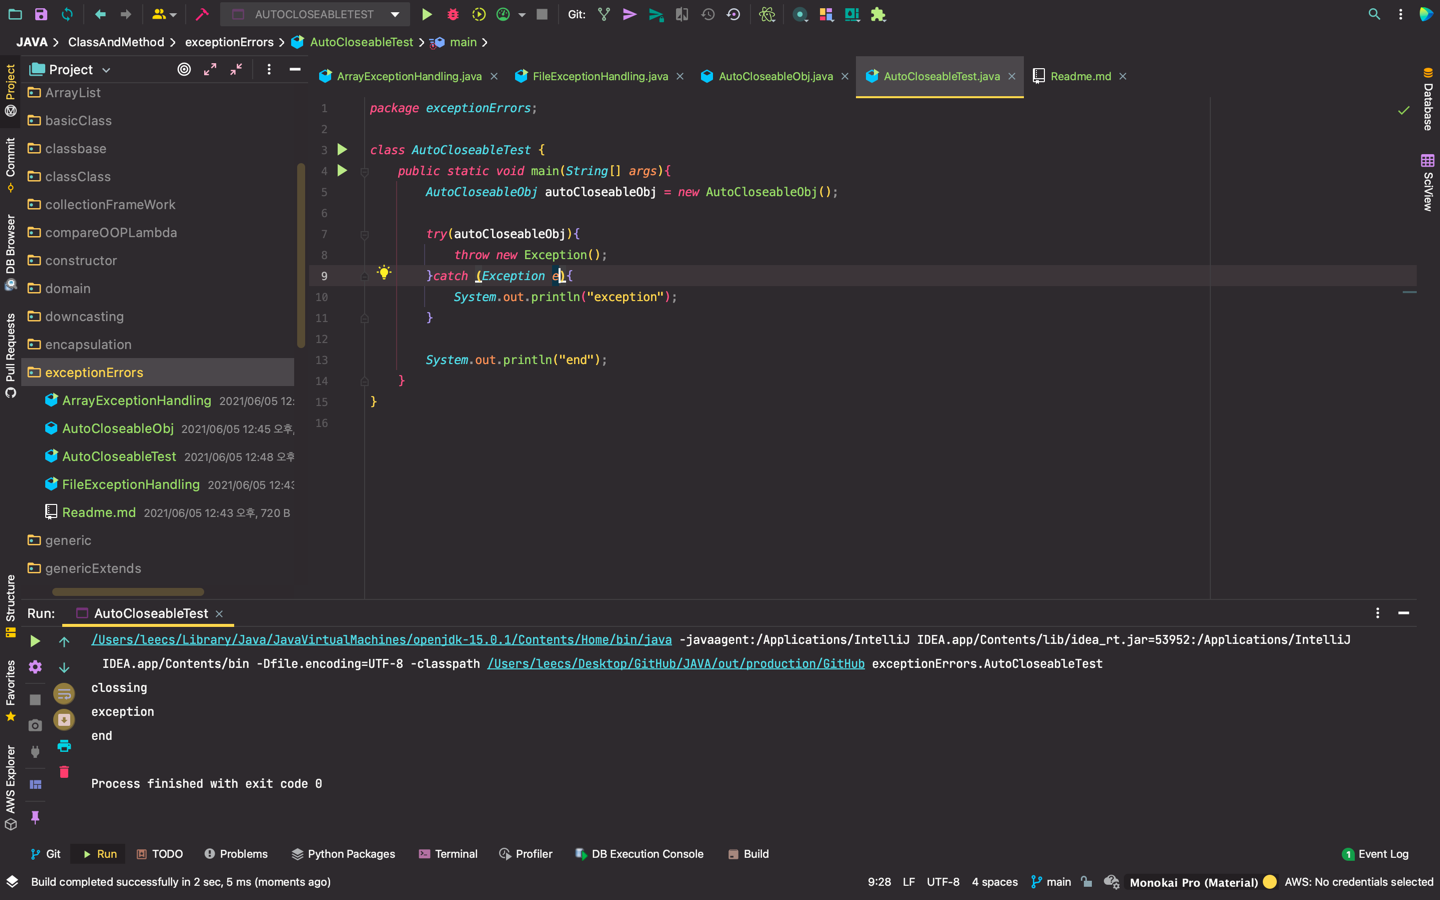 AUTOCLOSEABLETEST
Git:
JAVA
ClassAndMethod
exceptionErrors
AutoCloseableTest
main
Project
ArrayExceptionHandling.java
FileExceptionHandling.java
AutoCloseableObj.java
AutoCloseableTest.java
Readme.md
Project
Commit
DB Browser
Pull Requests
Structure
Favorites
AWS Explorer
ArrayList
basicClass
classbase
classClass
collectionFrameWork
compareOOPLambda
constructor
domain
downcasting
encapsulation
exceptionErrors
ArrayExceptionHandling 2021/06/05 12:
AutoCloseableObj 2021/06/05 12:45 오후,
AutoCloseableTest 2021/06/05 12:48 오후
FileExceptionHandling 2021/06/05 12:43
Readme.md 2021/06/05 12:43 오후, 720 B
generic
genericExtends
1 package exceptionErrors;
2
3 class AutoCloseableTest {
4 public static void main(String[] args){
5 AutoCloseableObj autoCloseableObj = new AutoCloseableObj();
6
7 try(autoCloseableObj){
8 throw new Exception();
9 }catch (Exception e){
10 System.out.println("exception");
11 }
12
13 System.out.println("end");
14 }
15 }
16
Database
SciView
Run:
AutoCloseableTest
/Users/leecs/Library/Java/JavaVirtualMachines/openjdk-15.0.1/Contents/Home/bin/java -javaagent:/Applications/IntelliJ IDEA.app/Contents/lib/idea_rt.jar=53952:/Applications/IntelliJ
IDEA.app/Contents/bin -Dfile.encoding=UTF-8 -classpath /Users/leecs/Desktop/GitHub/JAVA/out/production/GitHub exceptionErrors.AutoCloseableTest
clossing
exception
end
Process finished with exit code 0
Git
Run
TODO
Problems
Python Packages
Terminal
Profiler
DB Execution Console
Build
1 Event Log
Build completed successfully in 2 sec, 5 ms (moments ago)
9:28
LF
UTF-8
4 spaces
main
Monokai Pro (Material)
AWS: No credentials selected